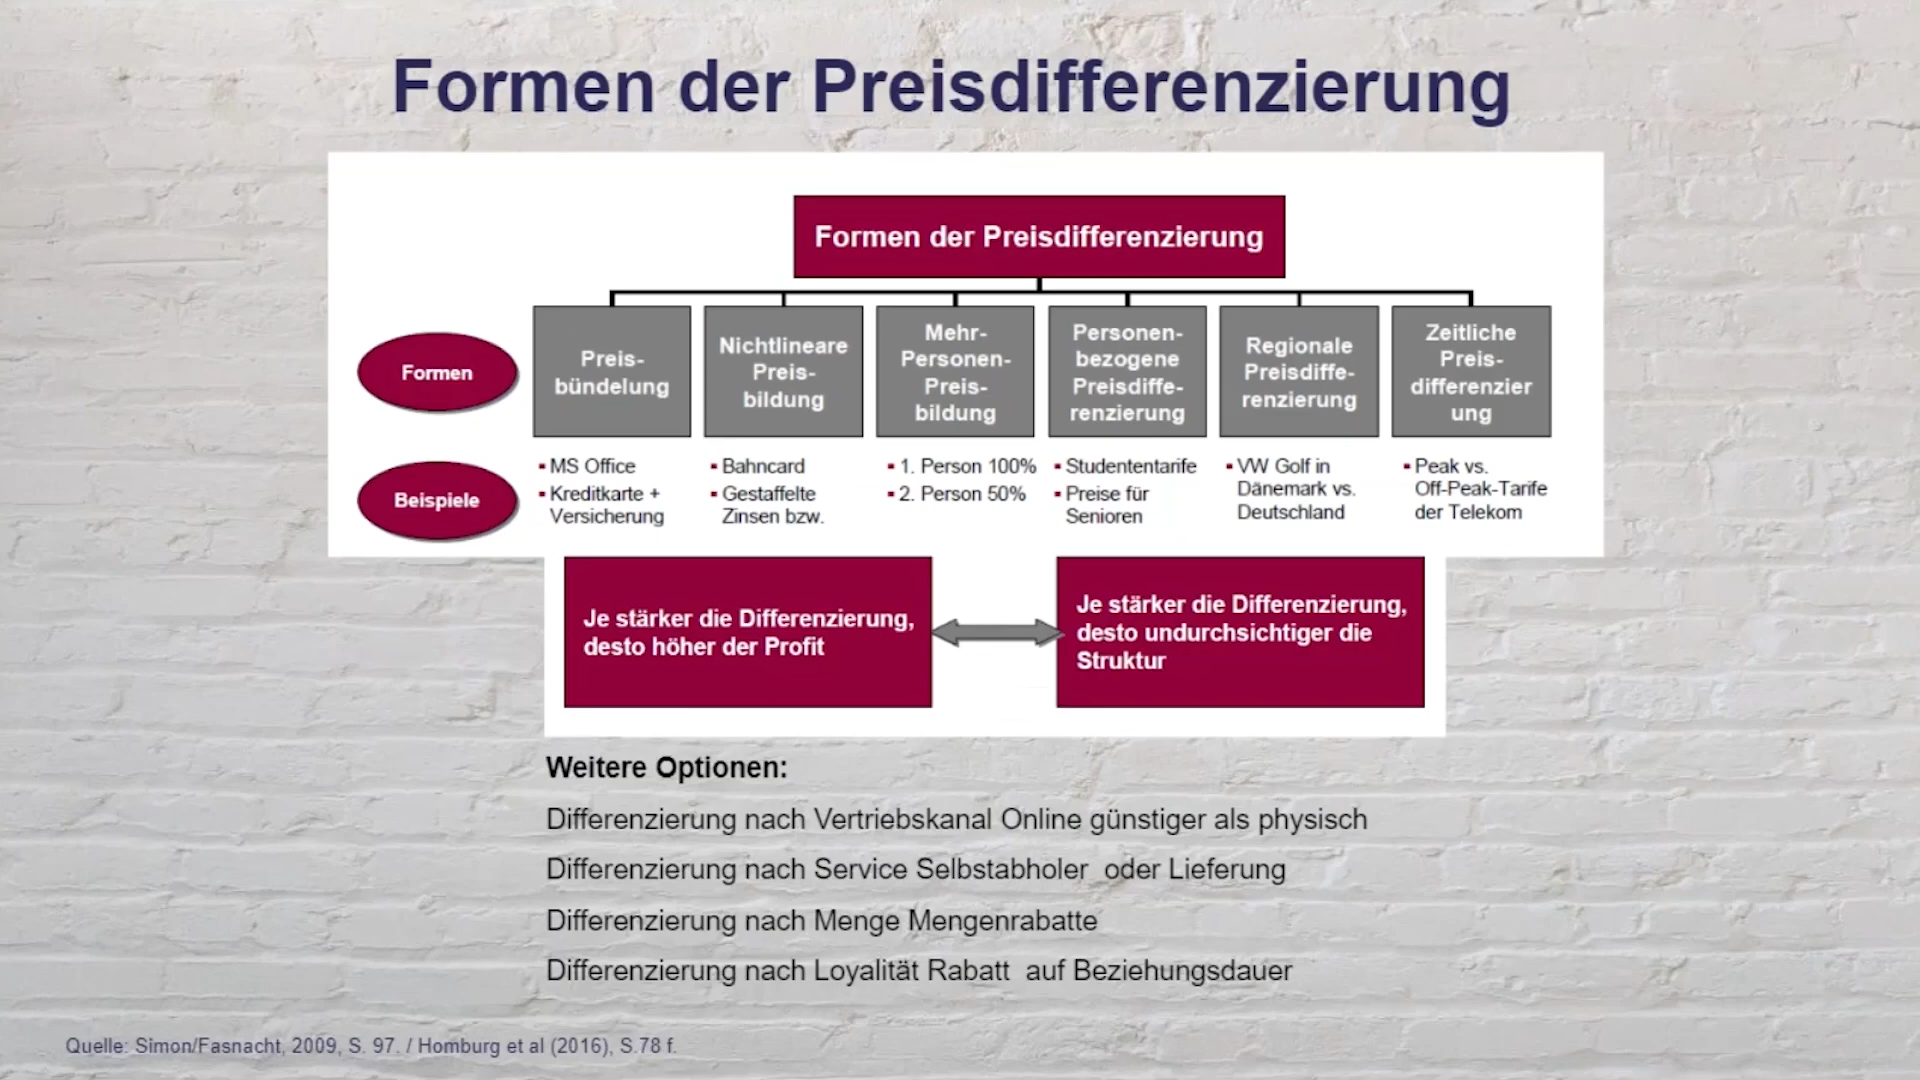 Formen der Preisdifferenzierung
Formen der Preisdifferenzierung
Formen
Preis-
bündelung
Nichtlineare
Preis-
bildung
Mehr-
Personen-
Preis-
bildung
Personen-
bezogene
Preisdiffe-
renzierung
Regionale
Preisdiffe-
renzierung
Zeitliche
Preis-
differenzier
ung
Beispiele
▪ MS Office
▪ Kreditkarte +
Versicherung
▪ Bahncard
▪ Gestaffelte
Zinsen bzw.
▪ 1. Person 100%
▪ 2. Person 50%
▪ Studententarife
▪ Preise für
Senioren
▪ VW Golf in
Dänemark vs.
Deutschland
▪ Peak vs.
Off-Peak-Tarife
der Telekom
Je stärker die Differenzierung,
desto höher der Profit
Je stärker die Differenzierung,
desto undurchsichtiger die
Struktur
Weitere Optionen:
Differenzierung nach Vertriebskanal Online günstiger als physisch
Differenzierung nach Service Selbstabholer oder Lieferung
Differenzierung nach Menge Mengenrabatte
Differenzierung nach Loyalität Rabatt auf Beziehungsdauer
Quelle: Simon/Fasnacht, 2009, S. 97. / Homburg et al (2016), S.78 f.